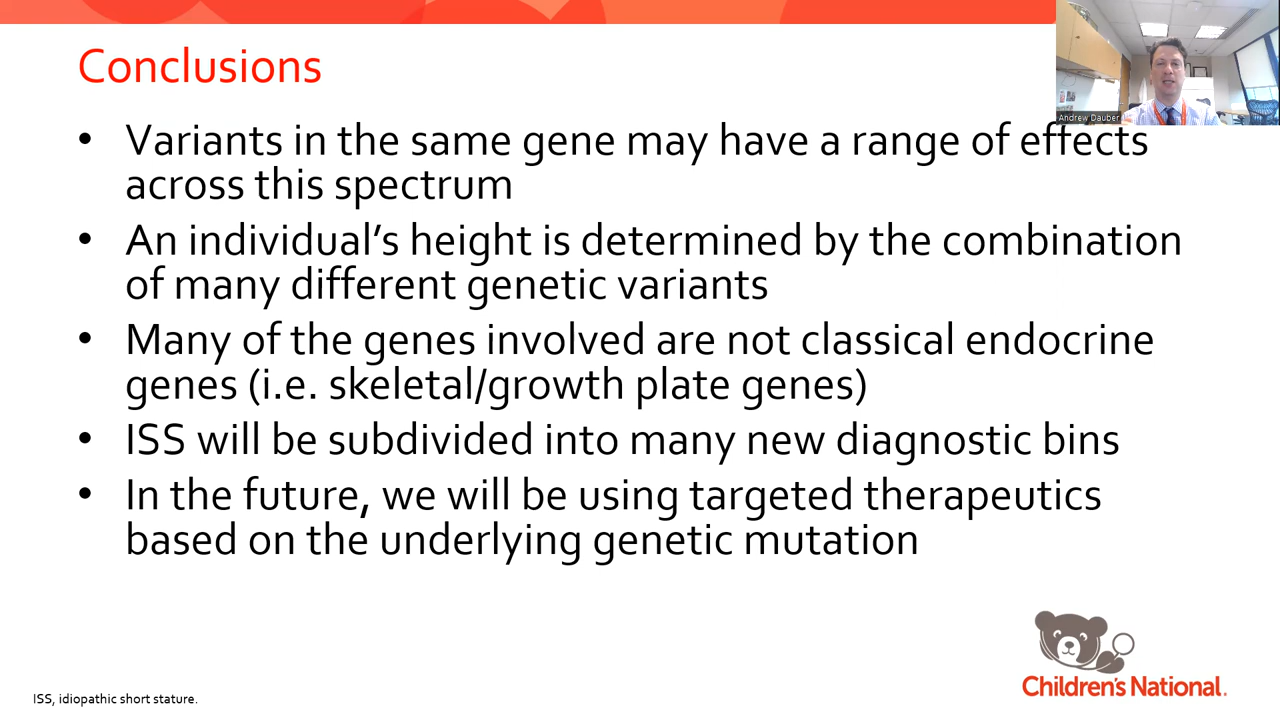 Conclusions
Andrew Dauber
• Variants in the same gene may have a range of effects
across this spectrum
• An individual’s height is determined by the combination
of many different genetic variants
• Many of the genes involved are not classical endocrine
genes (i.e. skeletal/growth plate genes)
• ISS will be subdivided into many new diagnostic bins
• In the future, we will be using targeted therapeutics
based on the underlying genetic mutation
Children's National.
ISS, idiopathic short stature.